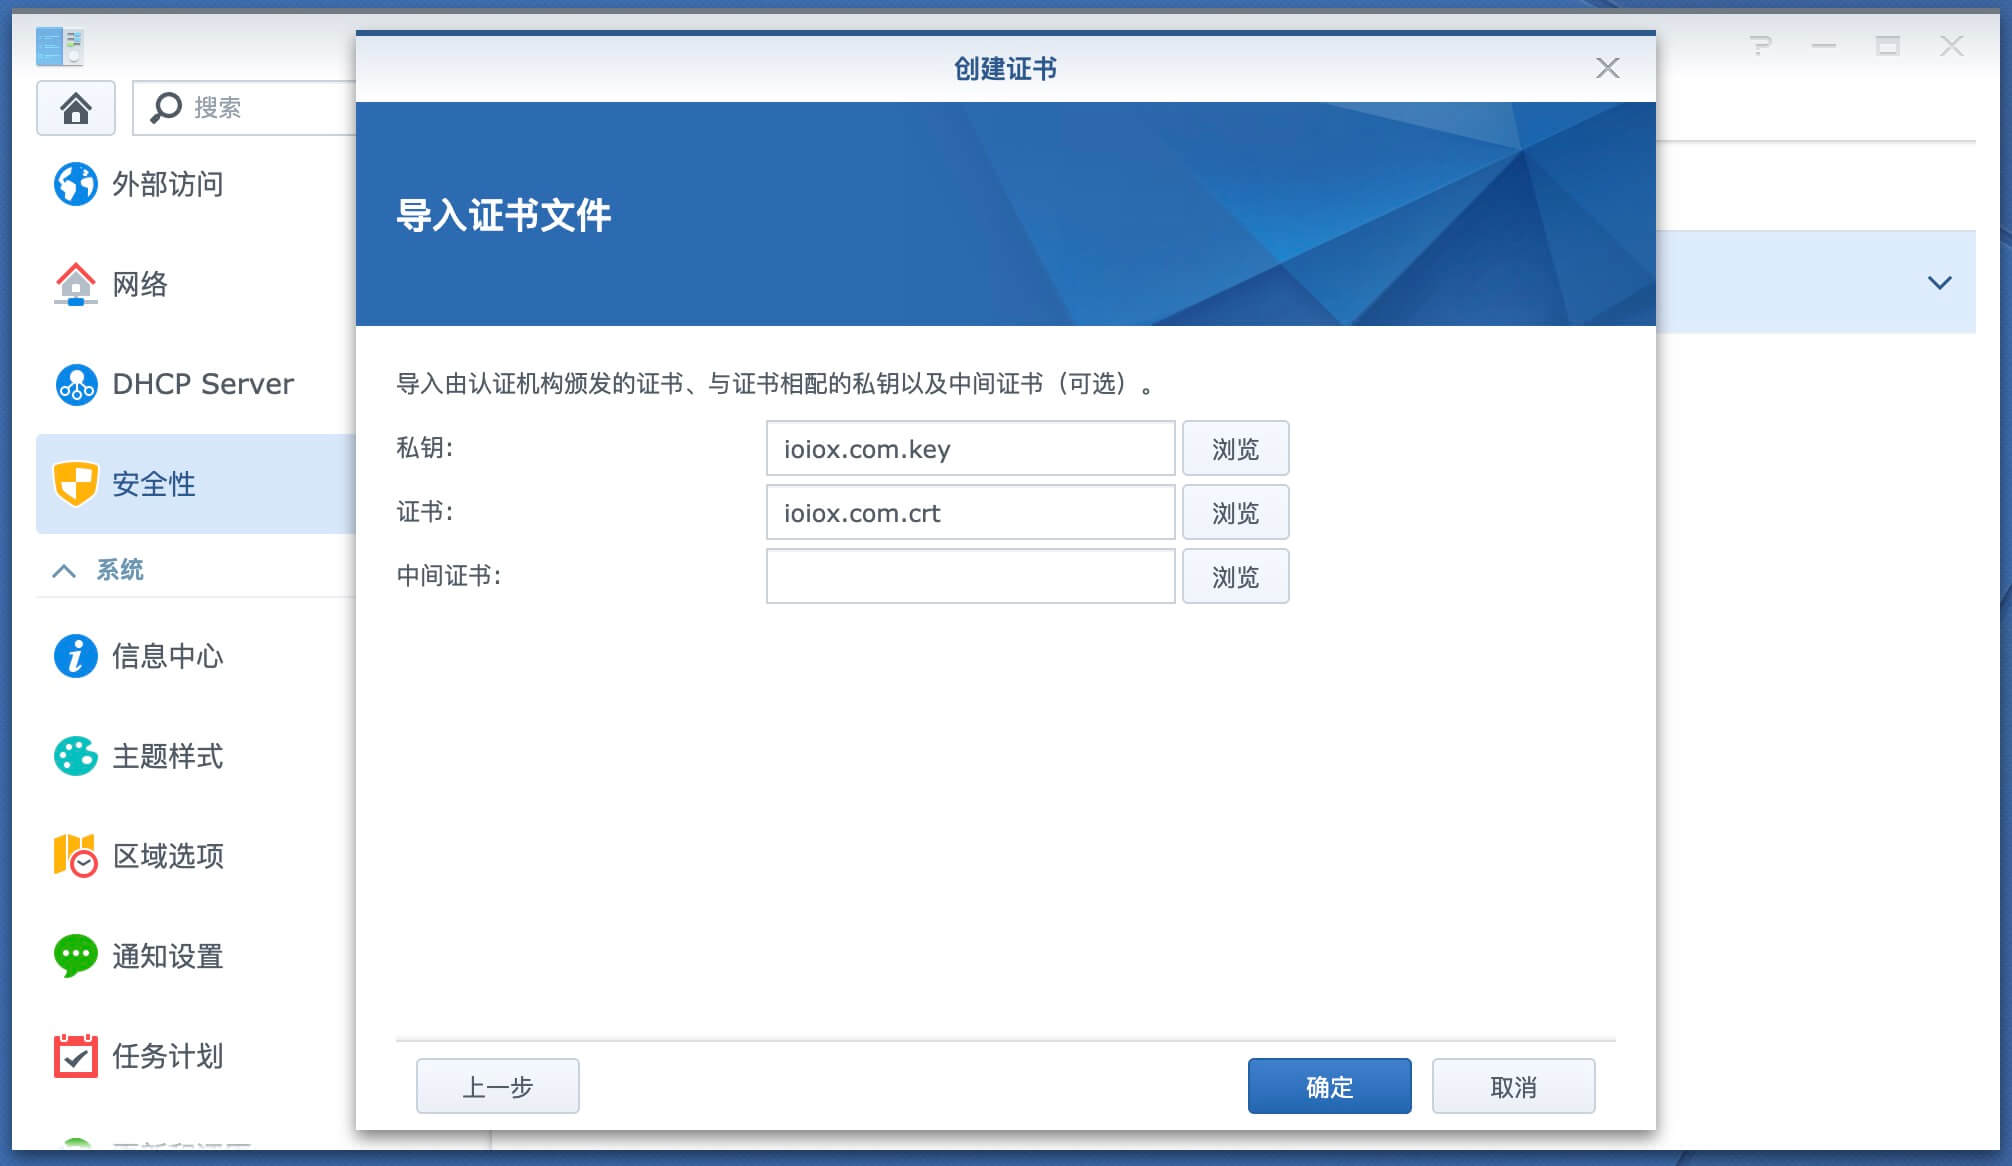 创建证书
搜索
外部访问
网络
DHCP Server
安全性
系统
信息中心
主题样式
区域选项
通知设置
任务计划
导入证书文件
导入由认证机构颁发的证书、与证书相配的私钥以及中间证书（可选）。
私钥:
ioiox.com.key
浏览
证书:
ioiox.com.crt
浏览
中间证书:
浏览
上一步
确定
取消